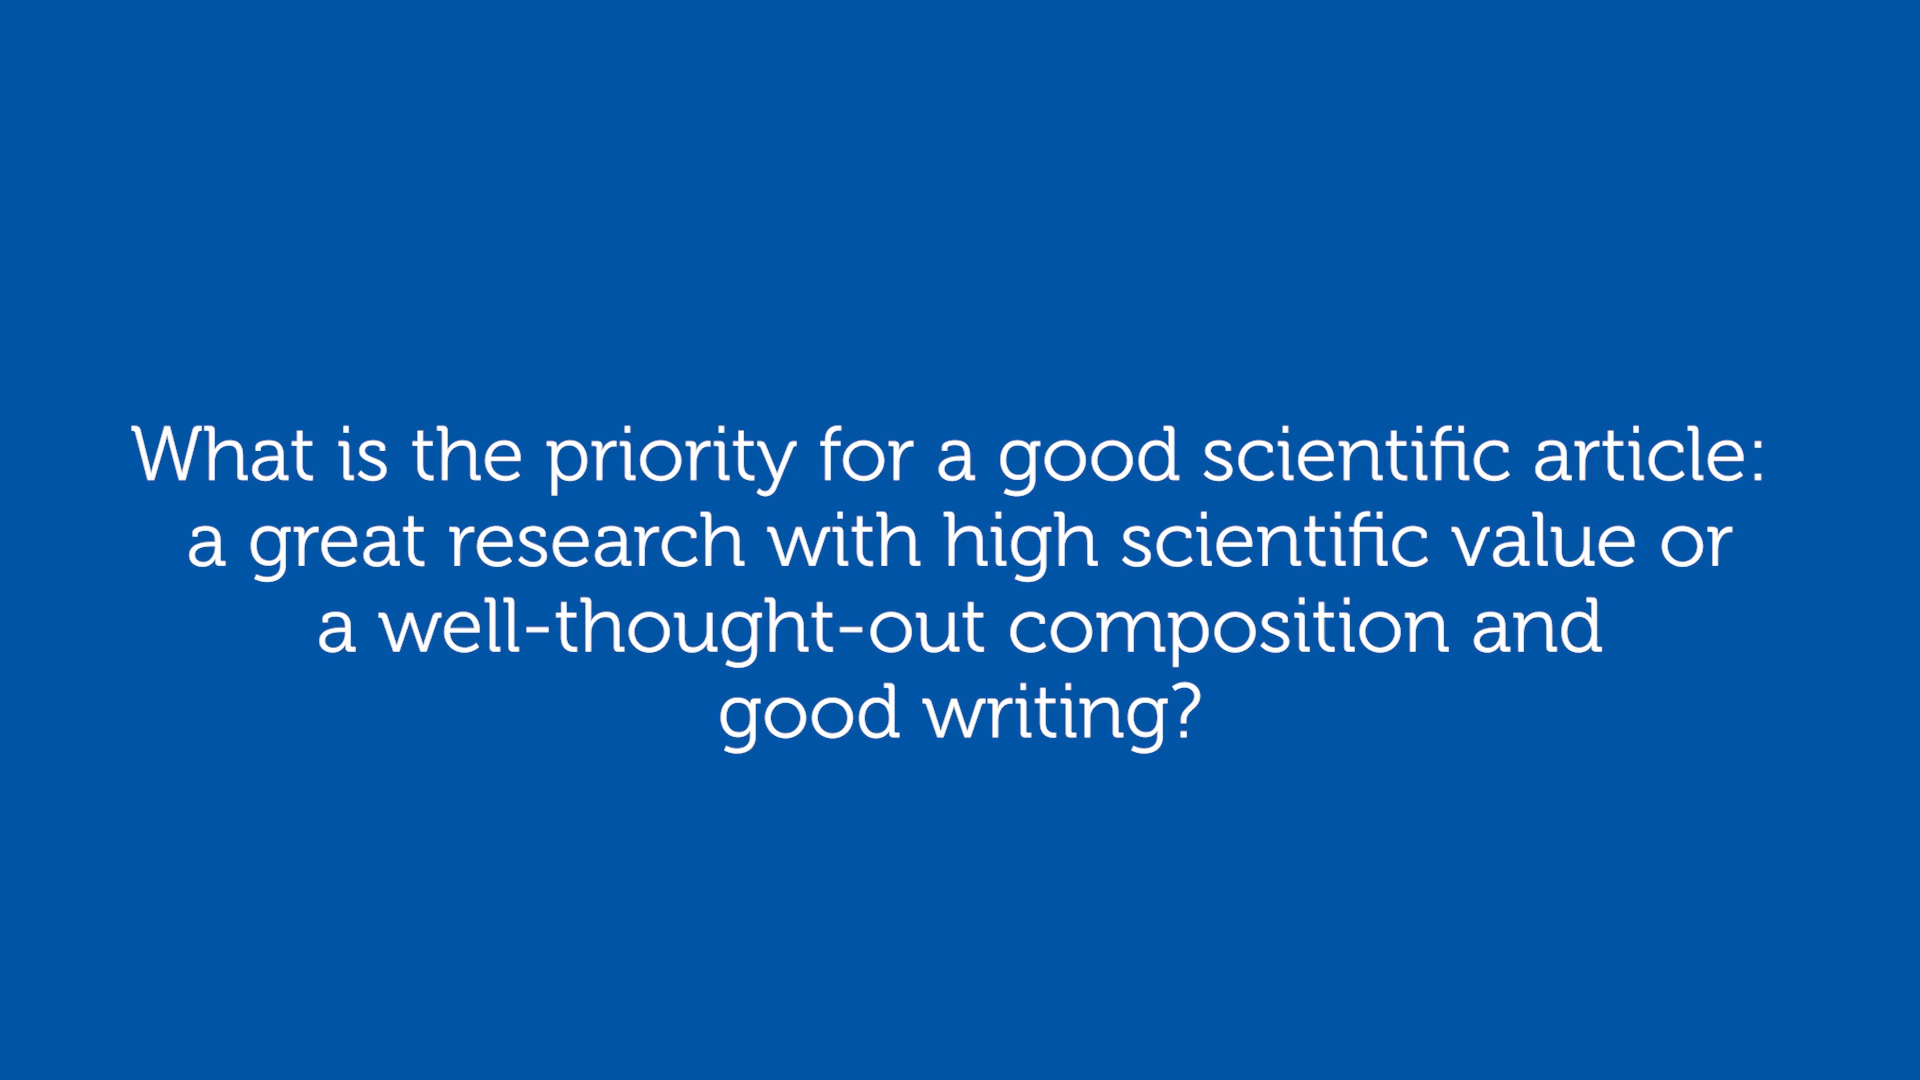 What is the priority for a good scientific article:
a great research with high scientific value or
a well-thought-out composition and
good writing?